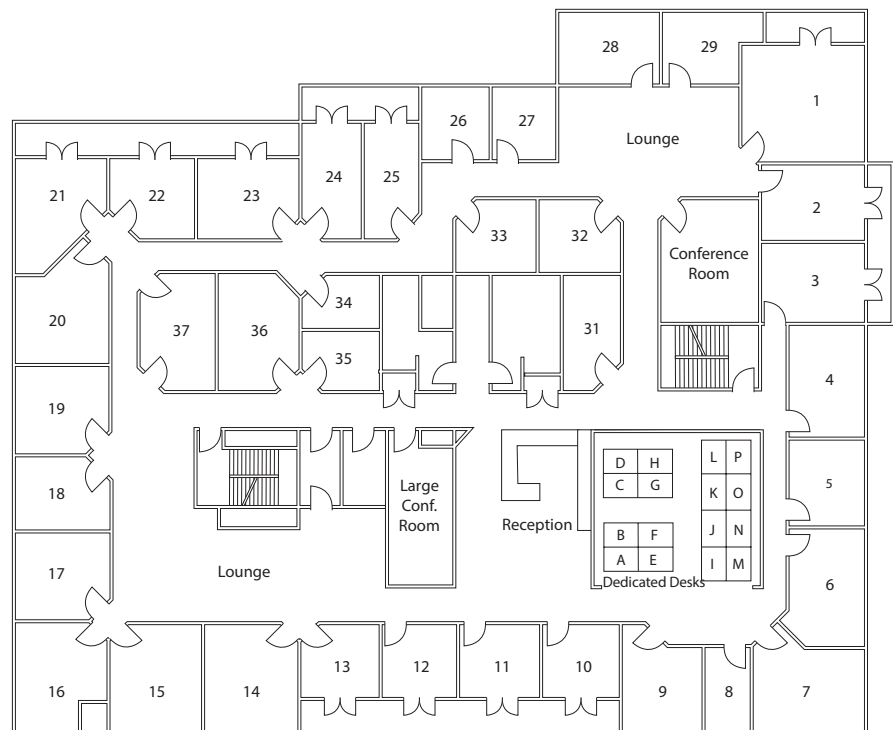 28
29
1
26
27
Lounge
21
22
23
24
25
2
33
32
Conference
Room
3
20
37
36
34
31
35
4
19
18
Large
Conf.
Room
Reception
D
H
C
G
B
F
A
E
L
P
K
O
J
N
I
M
Dedicated Desks
5
17
Lounge
6
16
15
14
13
12
11
10
9
8
7